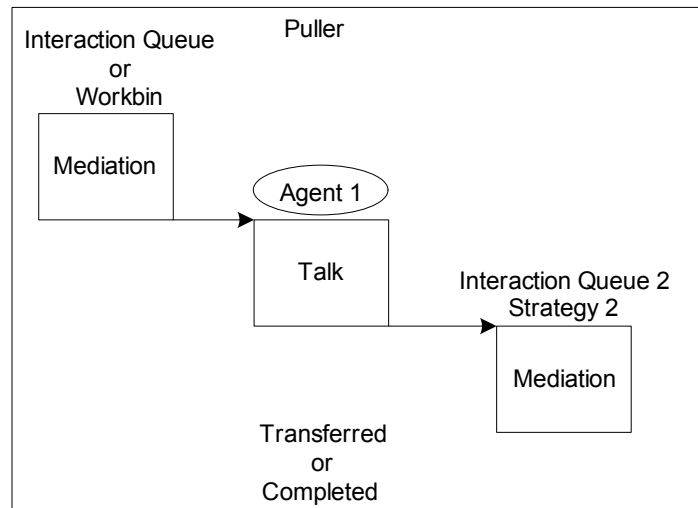 Puller
Interaction Queue
or
Workbin
Mediation
Agent 1
Talk
Interaction Queue 2
Strategy 2
Mediation
Transferred
or
Completed